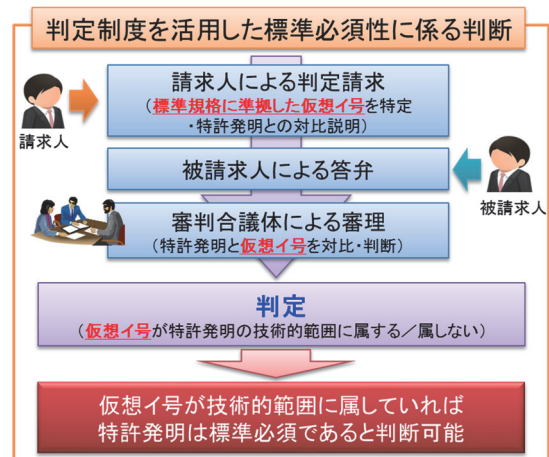 判定制度を活用した標準必須性に係る判断
請求人による判定請求
（標準規格に準拠した仮想イ号を特定
・特許発明との対比説明）
請求人
被請求人による答弁
被請求人
審判合議体による審理
（特許発明と仮想イ号を対比・判断）
判定
（仮想イ号が特許発明の技術的範囲に属する／属しない）
仮想イ号が技術的範囲に属していれば
特許発明は標準必須であると判断可能